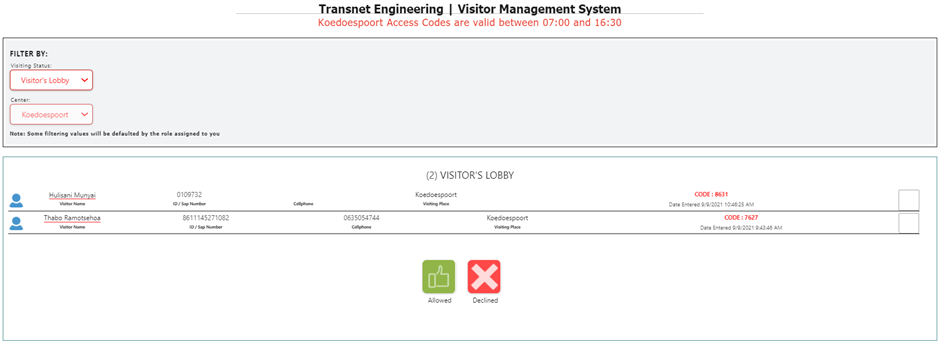 Transnet Engineering | Visitor Management System
Koedoespoort Access Codes are valid between 07:00 and 16:30
FILTER BY:
Visiting Status:
Visitor's Lobby
Center:
Koedoespoort
Note: Some filtering values will be defaulted by the role assigned to you
(2) VISITOR'S LOBBY
Hulisani Munyai 0109732 Koedoespoort CODE : 8631
Visitor Name ID / Sap Number Cellphone Visiting Place Date Entered 9/9/2021 10:46:25 AM
Thabo Ramotsehoa 8611145271082 0635054744 Koedoespoort CODE : 7627
Visitor Name ID / Sap Number Cellphone Visiting Place Date Entered 9/9/2021 9:43:46 AM
Allowed Declined